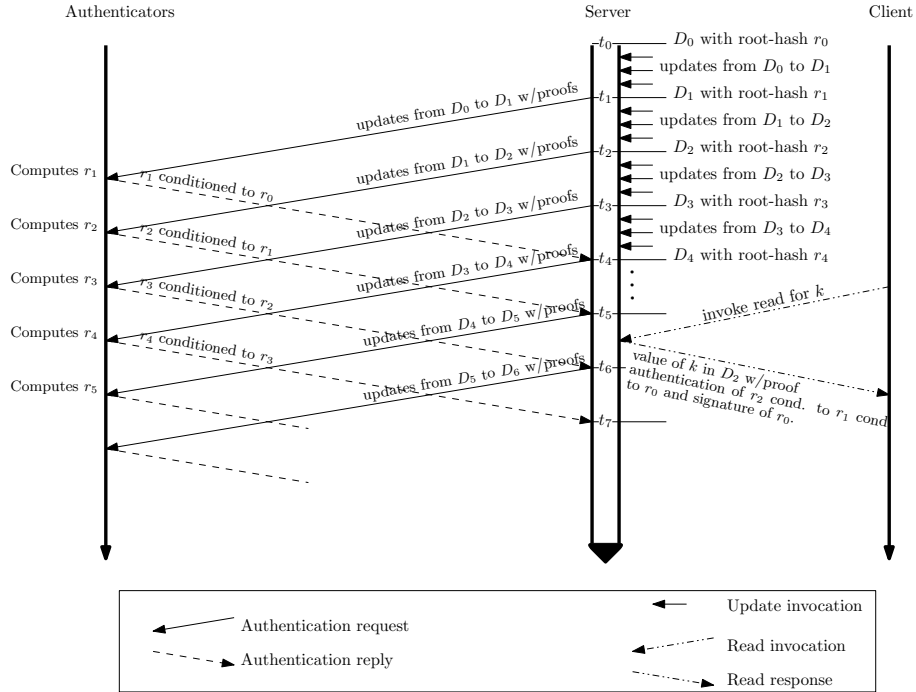 Authenticators Server Client
t₀ D₀ with root-hash r₀
updates from D₀ to D₁
t₁ D₁ with root-hash r₁
updates from D₀ to D₁ w/proofs
updates from D₁ to D₂
t₂ D₂ with root-hash r₂
updates from D₁ to D₂ w/proofs
Computes r₁
r₁ conditioned to r₀
updates from D₂ to D₃
t₃ D₃ with root-hash r₃
updates from D₂ to D₃ w/proofs
Computes r₂
r₂ conditioned to r₁
updates from D₃ to D₄
t₄ D₄ with root-hash r₄
updates from D₃ to D₄ w/proofs
Computes r₃
r₃ conditioned to r₂
invoke read for k
t₅
updates from D₄ to D₅ w/proofs
Computes r₄
r₄ conditioned to r₃
t₆
updates from D₅ to D₆ w/proofs
value of k in D₂ w/proof
authentication of r₂ cond. to r₁ cond
to r₀ and signature of r₀.
Computes r₅
t₇
Update invocation
Authentication request
Read invocation
Authentication reply
Read response